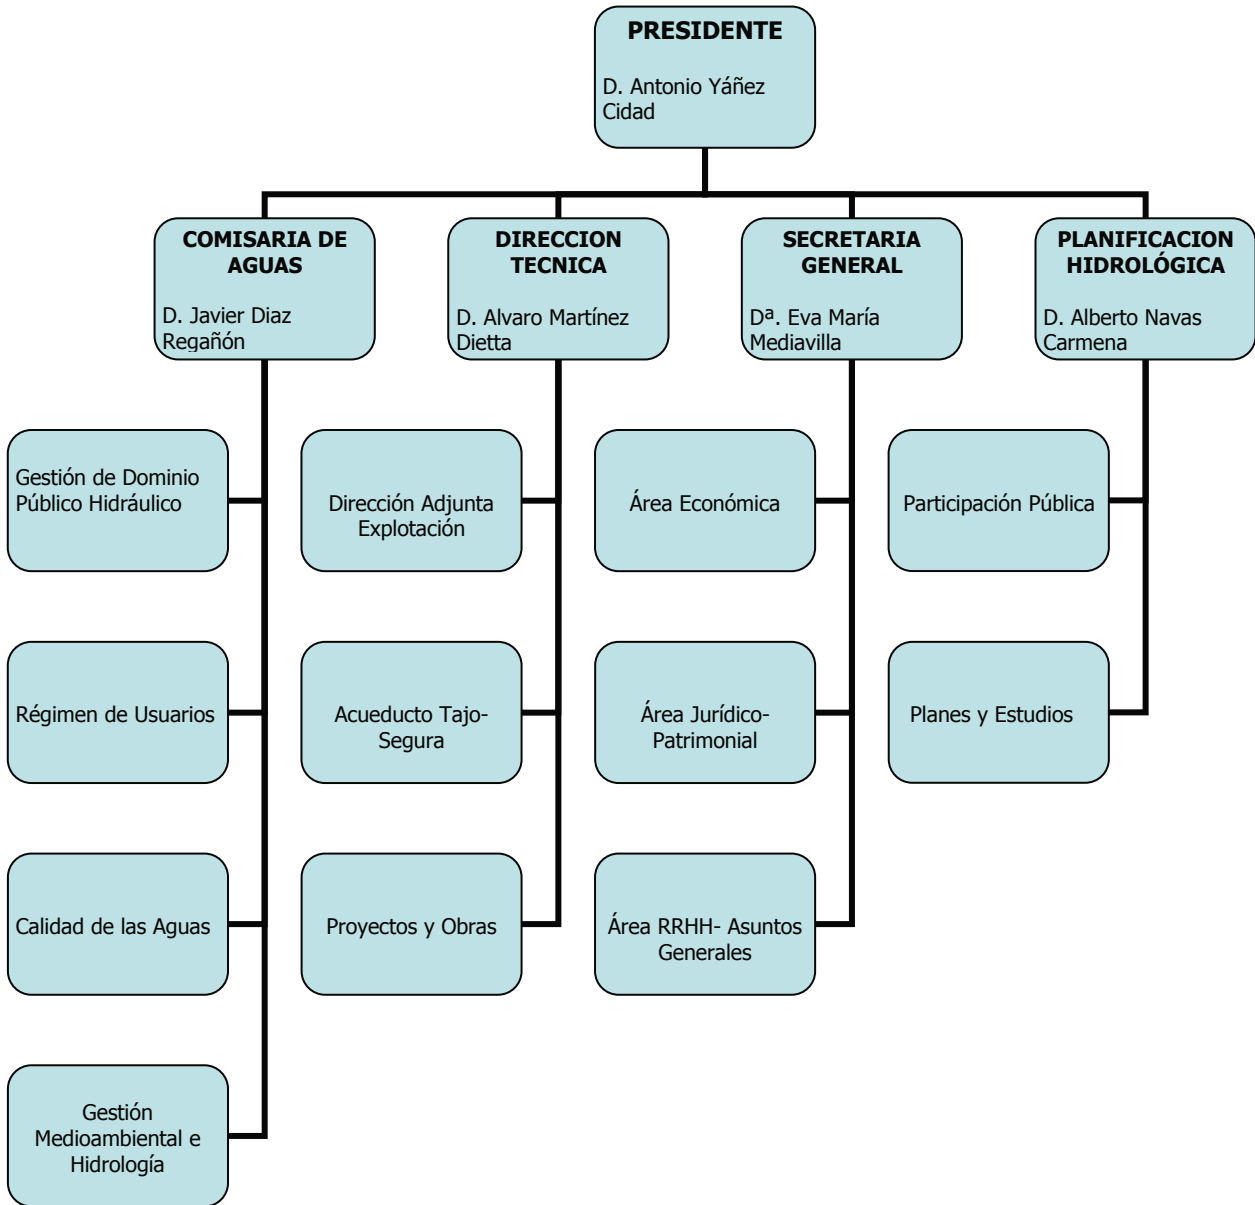 PRESIDENTE
D. Antonio Yáñez
Cidad
COMISARIA DE
AGUAS
D. Javier Diaz
Regañón
DIRECCION
TECNICA
D. Alvaro Martínez
Dietta
SECRETARIA
GENERAL
Dª. Eva María
Mediavilla
PLANIFICACION
HIDROLÓGICA
D. Alberto Navas
Carmena
Gestión de Dominio
Público Hidráulico
Dirección Adjunta
Explotación
Área Económica
Participación Pública
Régimen de Usuarios
Acueducto Tajo-
Segura
Área Jurídico-
Patrimonial
Planes y Estudios
Calidad de las Aguas
Proyectos y Obras
Área RRHH- Asuntos
Generales
Gestión
Medioambiental e
Hidrología